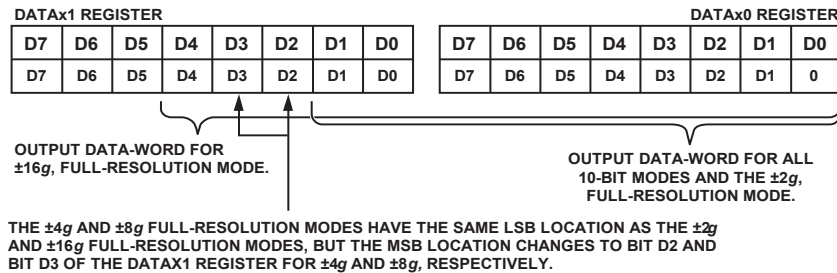 DATAx1 REGISTER DATAx0 REGISTER
D7 D6 D5 D4 D3 D2 D1 D0 D7 D6 D5 D4 D3 D2 D1 D0
D7 D6 D5 D4 D3 D2 D1 D0 D7 D6 D5 D4 D3 D2 D1 0
OUTPUT DATA-WORD FOR
±16g, FULL-RESOLUTION MODE.
OUTPUT DATA-WORD FOR ALL
10-BIT MODES AND THE ±2g,
FULL-RESOLUTION MODE.
THE ±4g AND ±8g FULL-RESOLUTION MODES HAVE THE SAME LSB LOCATION AS THE ±2g
AND ±16g FULL-RESOLUTION MODES, BUT THE MSB LOCATION CHANGES TO BIT D2 AND
BIT D3 OF THE DATAX1 REGISTER FOR ±4g AND ±8g, RESPECTIVELY.